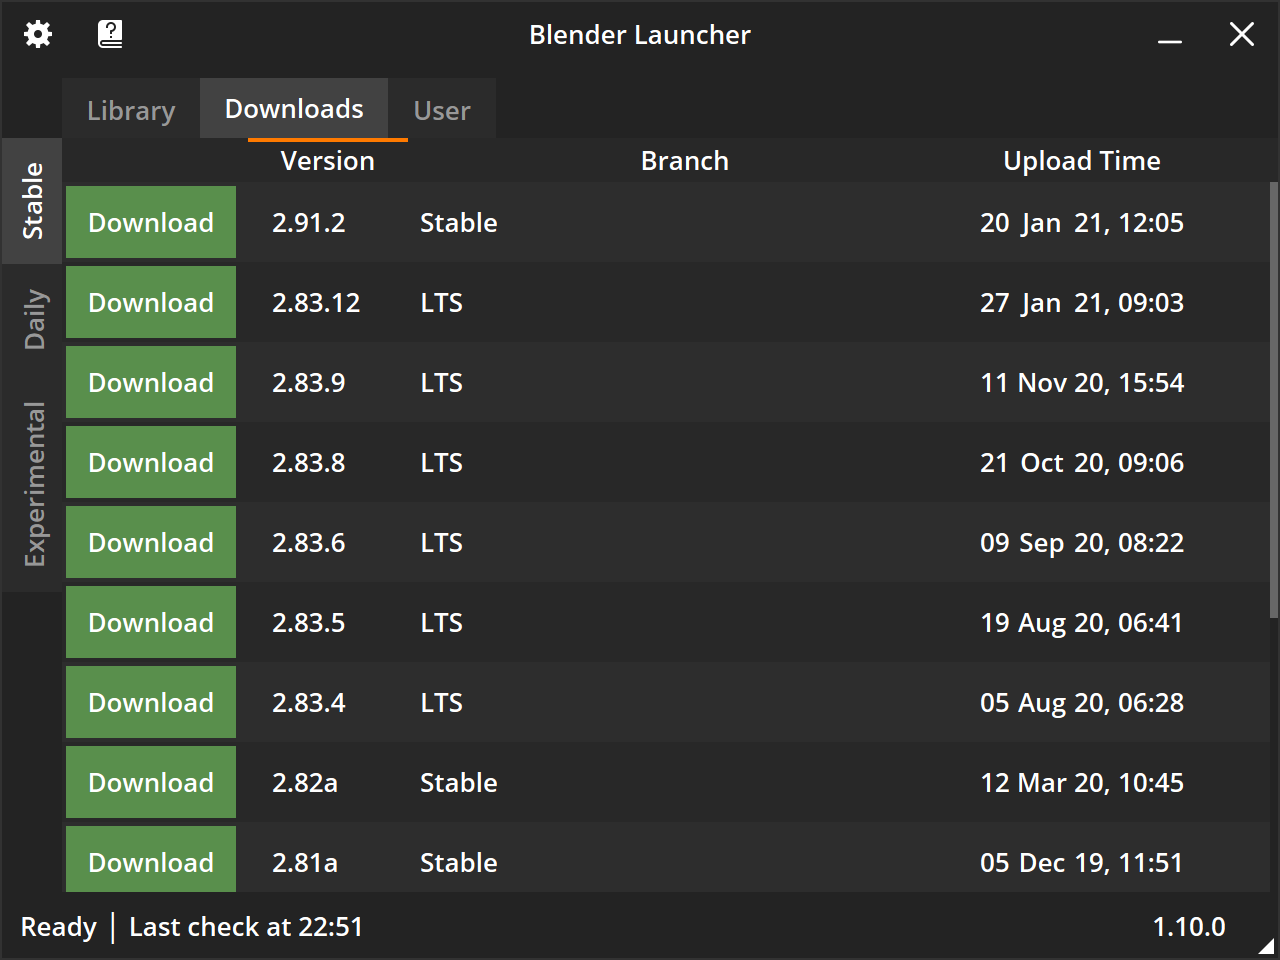 Blender Launcher
Library Downloads User
Version Branch Upload Time
Stable
Daily
Experimental
Download 2.91.2 Stable 20 Jan 21, 12:05
Download 2.83.12 LTS 27 Jan 21, 09:03
Download 2.83.9 LTS 11 Nov 20, 15:54
Download 2.83.8 LTS 21 Oct 20, 09:06
Download 2.83.6 LTS 09 Sep 20, 08:22
Download 2.83.5 LTS 19 Aug 20, 06:41
Download 2.83.4 LTS 05 Aug 20, 06:28
Download 2.82a Stable 12 Mar 20, 10:45
Download 2.81a Stable 05 Dec 19, 11:51
Ready | Last check at 22:51 1.10.0